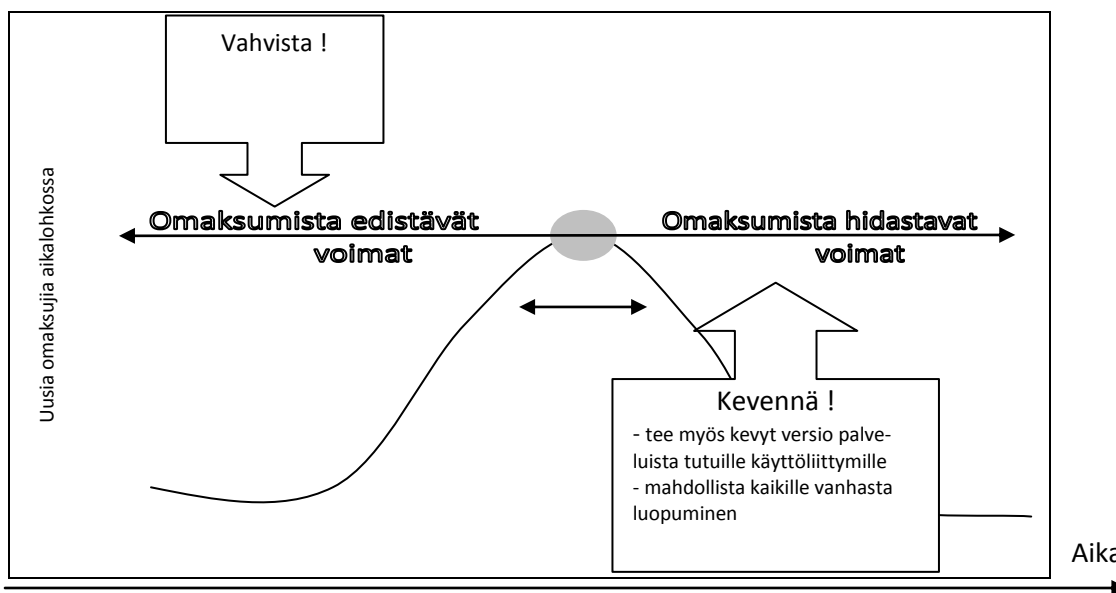 Vahvista !
Uusia omaksujia aikalohkossa
Omaksumista edistävät
voimat
Omaksumista hidastavat
voimat
Kevennä !
- tee myös kevyt versio palve-
luista tutuille käyttöliittymille
- mahdollista kaikille vanhasta
luopuminen
Aika